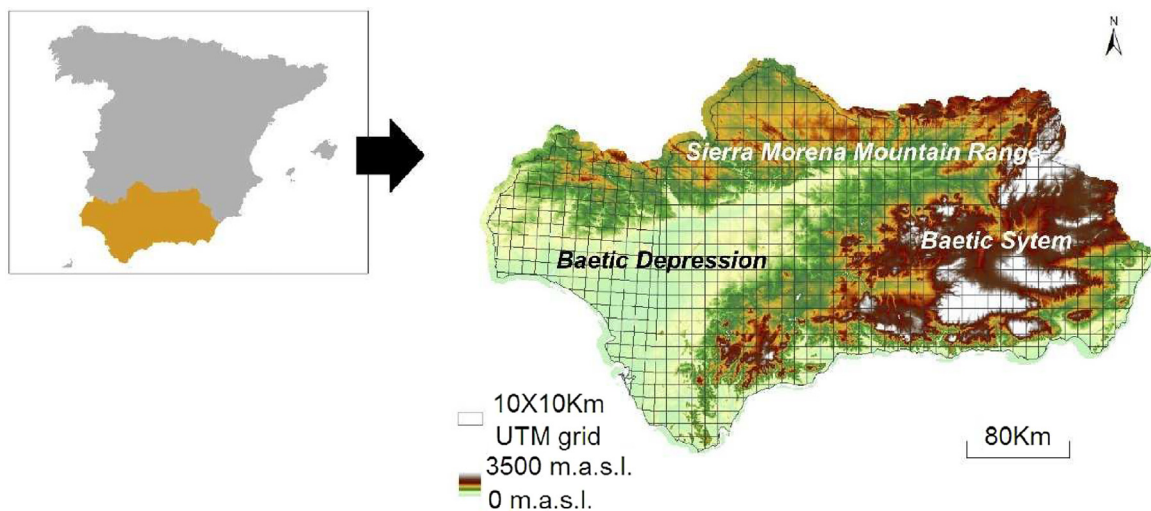 N
Sierra Morena Mountain Range
Baetic Sytem
Baetic Depression
10X10Km
UTM grid
80Km
3500 m.a.s.l.
0 m.a.s.l.